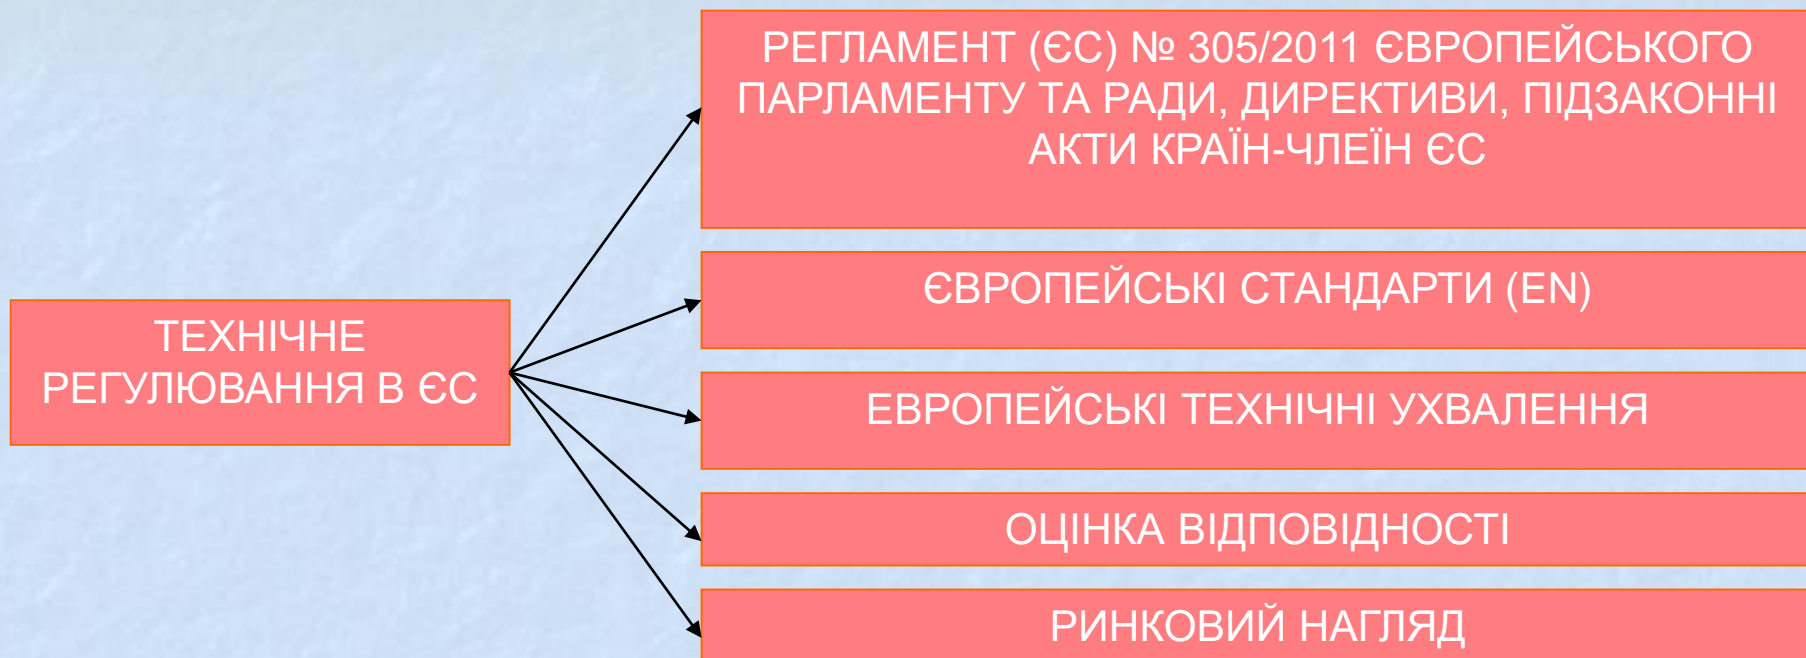 РЕГЛАМЕНТ (ЄС) № 305/2011 ЄВРОПЕЙСЬКОГО
ПАРЛАМЕНТУ ТА РАДИ, ДИРЕКТИВИ, ПІДЗАКОННІ
АКТИ КРАЇН-ЧЛЕЇН ЄС
ЄВРОПЕЙСЬКІ СТАНДАРТИ (EN)
ТЕХНІЧНЕ
РЕГУЛЮВАННЯ В ЄС
ЕВРОПЕЙСЬКІ ТЕХНІЧНІ УХВАЛЕННЯ
ОЦІНКА ВІДПОВІДНОСТІ
РИНКОВИЙ НАГЛЯД